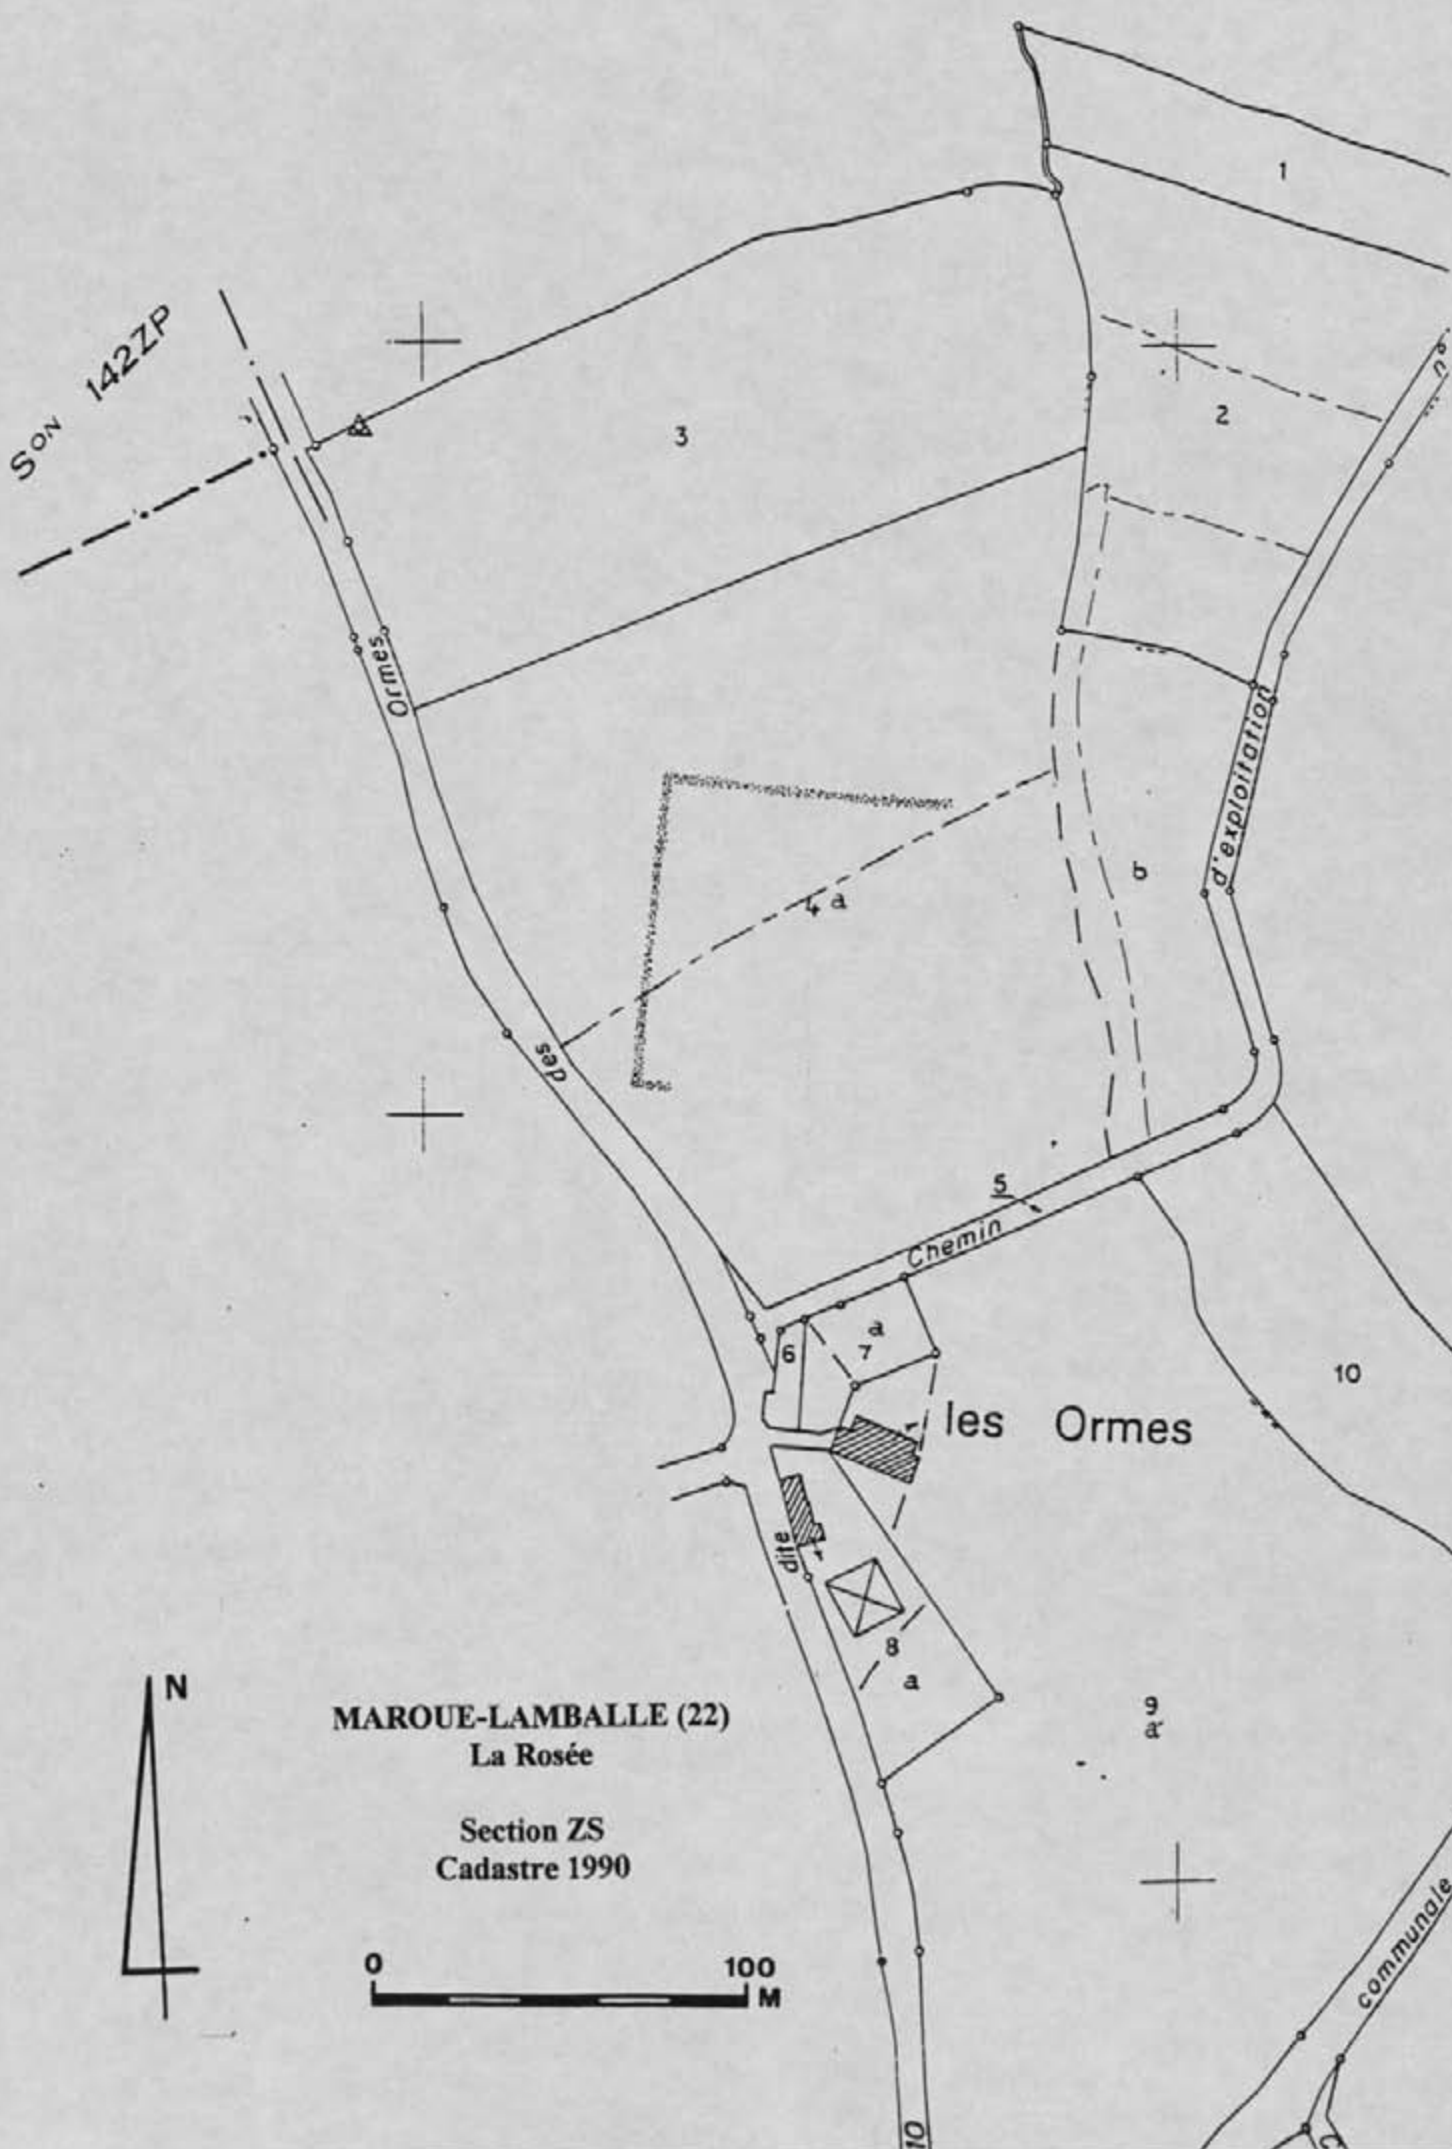 1
n°
Son 142ZP
2
3
Ormes
d'exploitation
b
4 a
des
5
Chemin
a
6
7
10
les Ormes
dite
8
a
9
a
N
MAROUE-LAMBALLE (22)
La Rosée
Section ZS
Cadastre 1990
communale
0 100
M
10
C